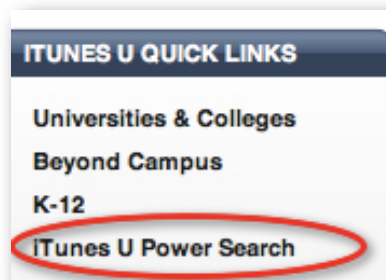 ITUNES U QUICK LINKS
Universities & Colleges
Beyond Campus
K-12
iTunes U Power Search